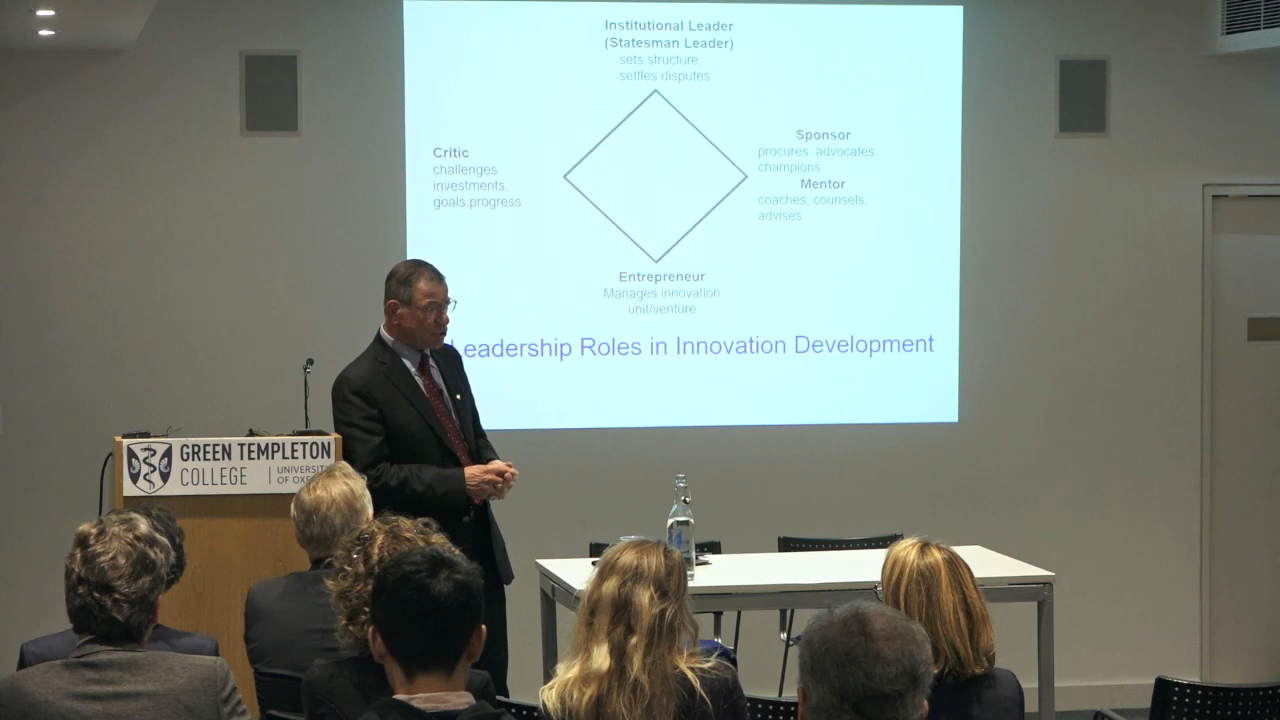 Institutional Leader
(Statesman Leader)
sets structure,
settles disputes
Critic
challenges
investments,
goals,progress
Sponsor
procures, advocates,
champions
Mentor
coaches, counsels,
advises
Entrepreneur
Manages innovation
unit/venture
Leadership Roles in Innovation Development
GREEN TEMPLETON
COLLEGE
UNIVERSITY
OF OXF